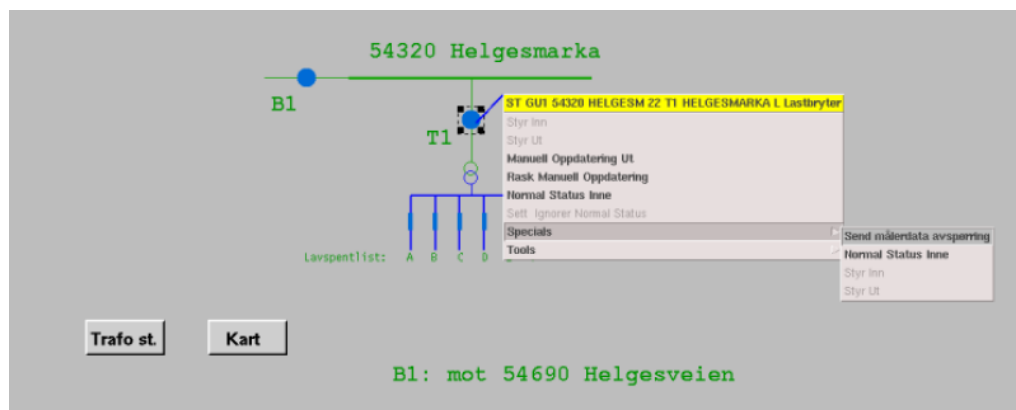 54320 Helgesmarka
B1
T1
ST GU1 54320 HELGESM 22 T1 HELGESMARKA L Lastbryter
Styr Inn
Styr Ut
Manuell Oppdatering Ut
Rask Manuell Oppdatering
Normal Status Inne
Sett Ignorer Normal Status
Specials
Tools
Send målerdata avsperring
Normal Status Inne
Styr Inn
Styr Ut
Lavspentlist: A B C D
Trafo st.
Kart
B1: mot 54690 Helgesveien